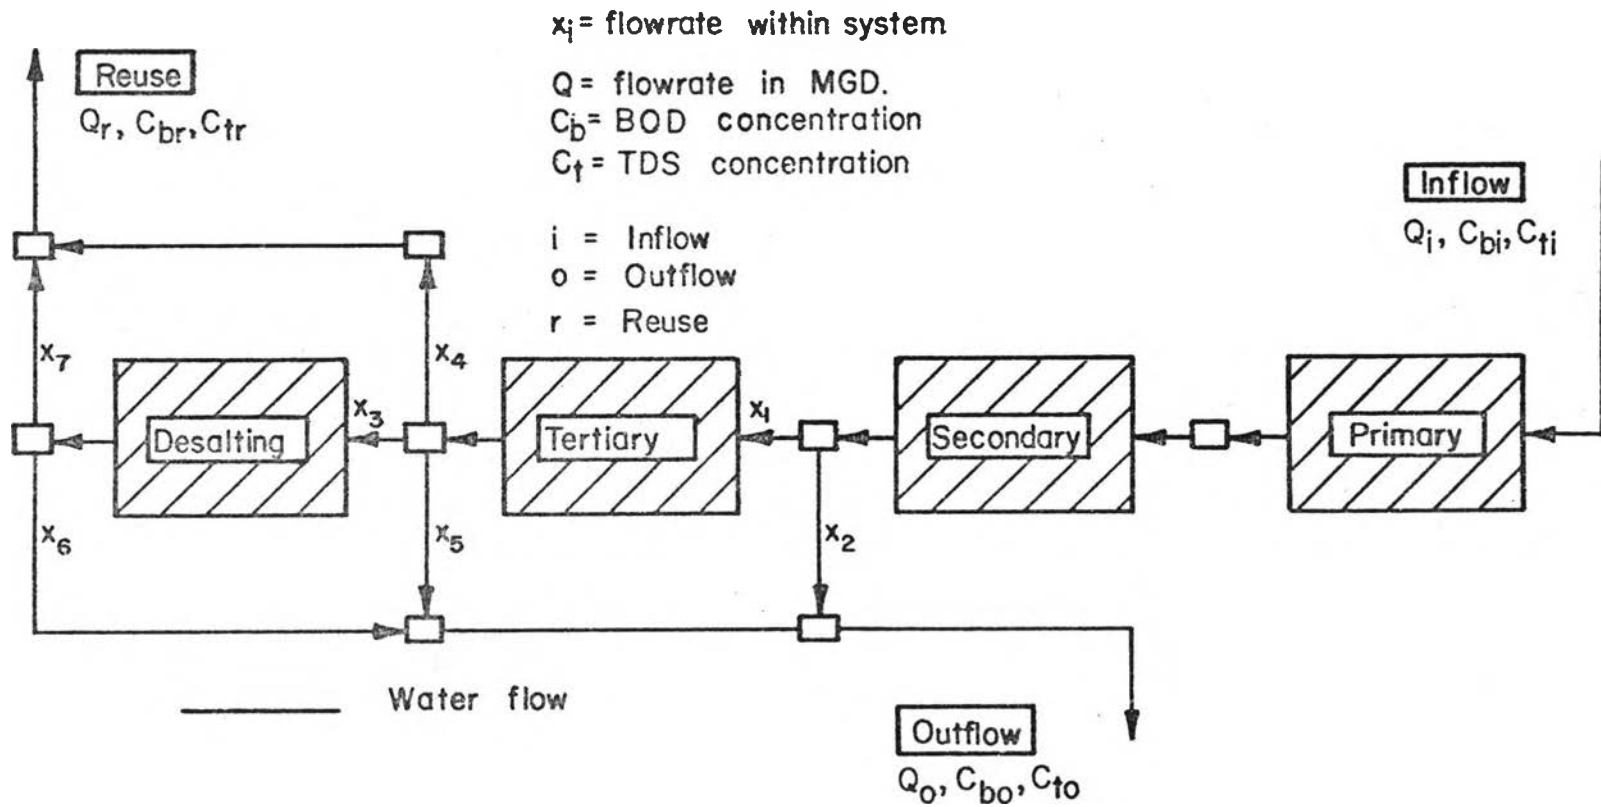 xi = flowrate within system
Q = flowrate in MGD.
Cb = BOD concentration
Ct = TDS concentration
i = Inflow
o = Outflow
r = Reuse
Reuse
Qr, Cbr, Ctr
Inflow
Qi, Cbi, Cti
x7
x4
x3
x1
Desalting
Tertiary
Secondary
Primary
x6
x5
x2
Water flow
Outflow
Qo, Cbo, Cto